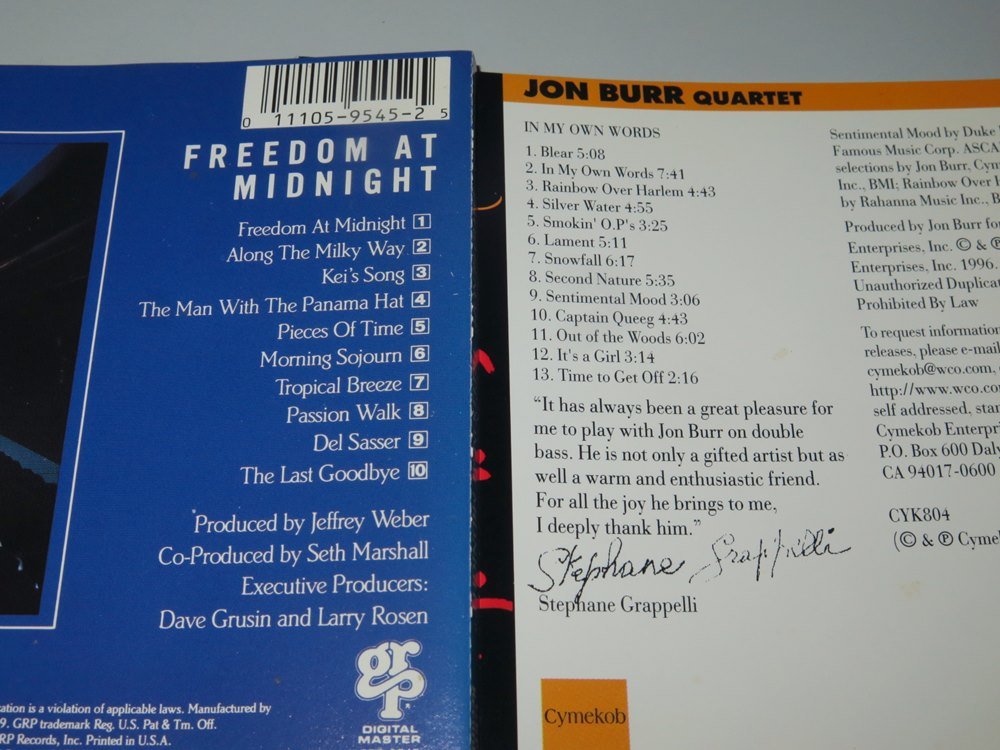 0 11105-9545-2 5
FREEDOM AT
MIDNIGHT
Freedom At Midnight 1
Along The Milky Way 2
Kei's Song 3
The Man With The Panama Hat 4
Pieces Of Time 5
Morning Sojourn 6
Tropical Breeze 7
Passion Walk 8
Del Sasser 9
The Last Goodbye 10
Produced by Jeffrey Weber
Co-Produced by Seth Marshall
Executive Producers:
Dave Grusin and Larry Rosen
grp
DIGITAL
MASTER
is a violation of applicable laws. Manufactured by
9. GRP trademark Reg. U.S. Pat & Tm. Off.
RP Records, Inc. Printed in U.S.A.
JON BURR QUARTET
IN MY OWN WORDS
1. Blear 5:08
2. In My Own Words 7:41
3. Rainbow Over Harlem 4:43
4. Silver Water 4:55
5. Smokin' O.P's 3:25
6. Lament 5:11
7. Snowfall 6:17
8. Second Nature 5:35
9. Sentimental Mood 3:06
10. Captain Queeg 4:43
11. Out of the Woods 6:02
12. It's a Girl 3:14
13. Time to Get Off 2:16
“It has always been a great pleasure for
me to play with Jon Burr on double
bass. He is not only a gifted artist but as
well a warm and enthusiastic friend.
For all the joy he brings to me,
I deeply thank him.”
Stephane Grappelli
Stephane Grappelli
Cymekob
Sentimental Mood by Duke
Famous Music Corp. ASCA
selections by Jon Burr, Cym
Inc., BMI; Rainbow Over
by Rahanna Music Inc., B
Produced by Jon Burr for
Enterprises, Inc. © & ℗
Enterprises, Inc. 1996.
Unauthorized Duplicat
Prohibited By Law
To request information
releases, please e-mail
cymekob@wco.com,
http://www.wco.co
self addressed, star
Cymekob Enterpri
P.O. Box 600 Daly
CA 94017-0600
CYK804
(© & ℗ Cymek